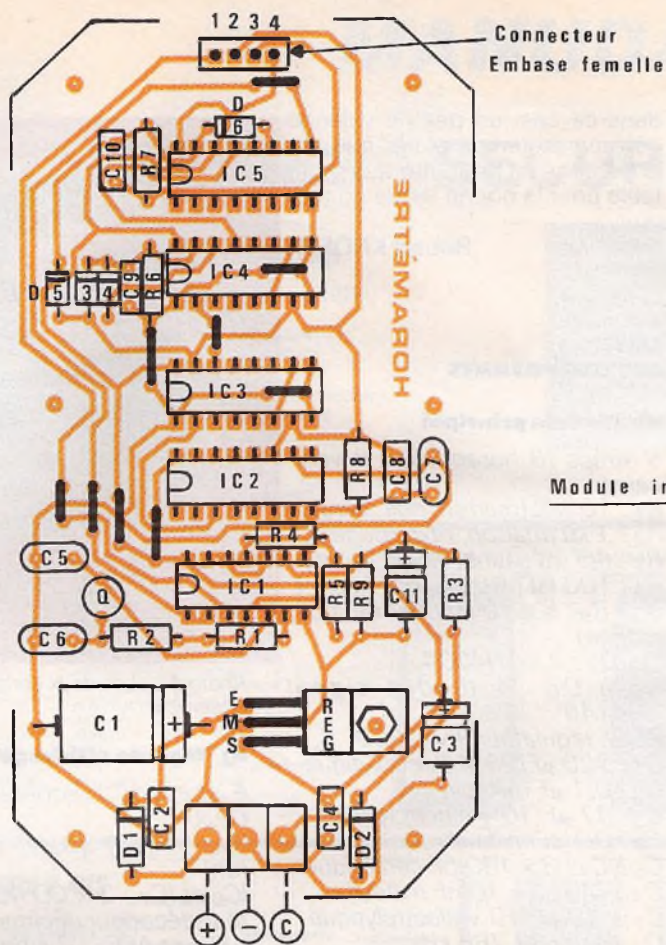 1 2 3 4
Connecteur
Embase femelle
D
6
C10
R7
IC5
HORAMÈTRE
D
5
3
4
C9
R6
IC4
IC3
IC2
R8
C8
C7
Module in
R4
C5
IC1
R5
R9
+
C11
R3
Q
C6
R2
R1
C1
+
E
M
S
REG
+
C3
D1
C2
C4
D2
+ − C